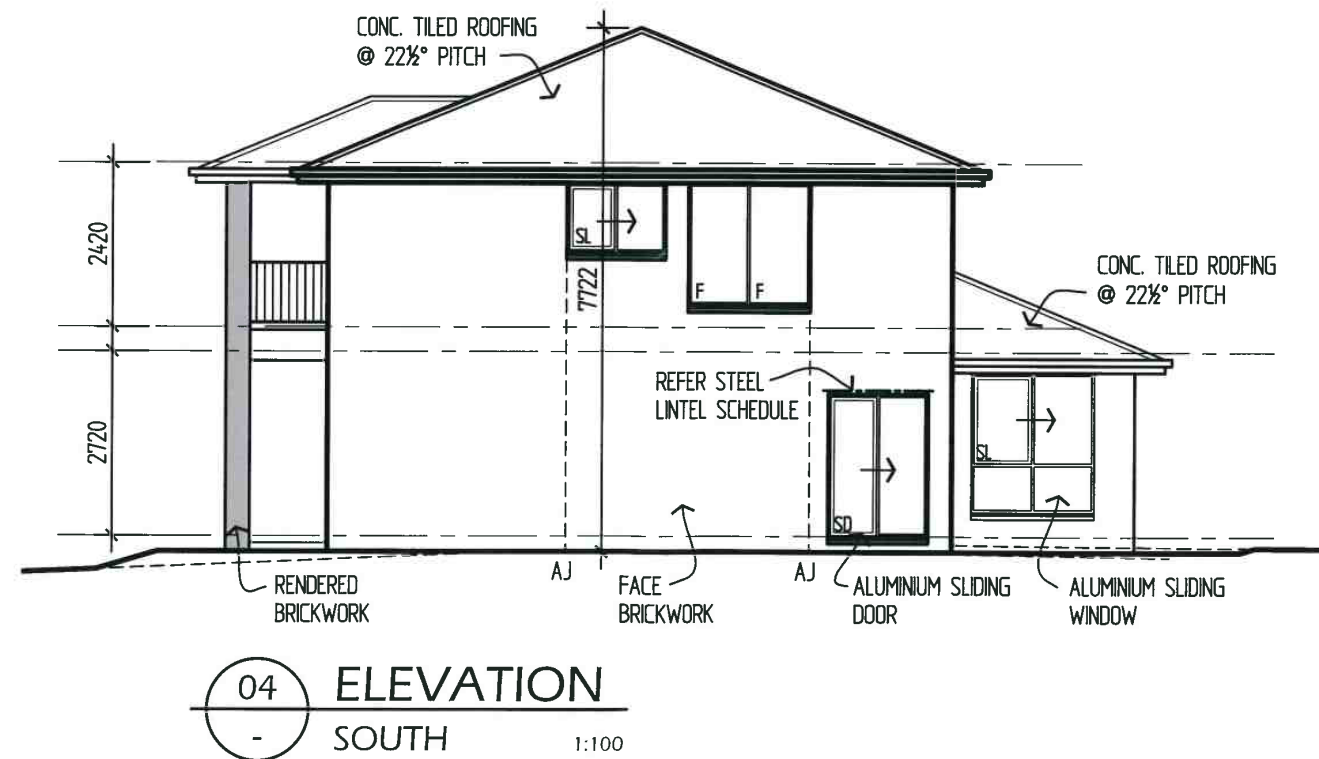 CONC. TILED ROOFING
@ 22½° PITCH
2420
SL
7722
F F
CONC. TILED ROOFING
@ 22½° PITCH
REFER STEEL
LINTEL SCHEDULE
2720
SL
SD
AJ
AJ
RENDERED
BRICKWORK
FACE
BRICKWORK
ALUMINIUM SLIDING
DOOR
ALUMINIUM SLIDING
WINDOW
04
-
ELEVATION
SOUTH
1:100